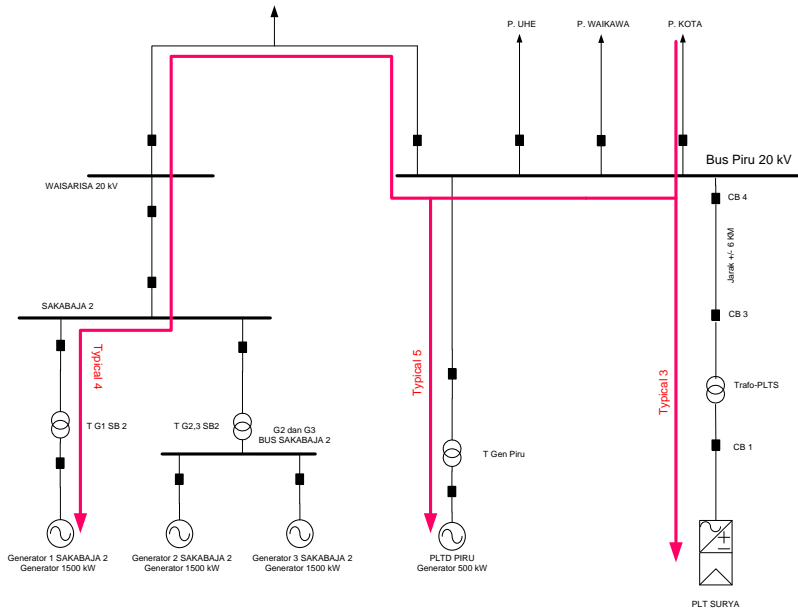 P. UHE
P. WAIKAWA
P. KOTA
Bus Piru 20 kV
WAISARISA 20 kV
CB 4
Jarak +/- 6 KM
SAKABAJA 2
CB 3
Typical 4
Typical 5
Typical 3
Trafo-PLTS
T G1 SB 2
T G2,3 SB2
G2 dan G3
BUS SAKABAJA 2
T Gen Piru
CB 1
Generator 1 SAKABAJA 2
Generator 1500 kW
Generator 2 SAKABAJA 2
Generator 1500 kW
Generator 3 SAKABAJA 2
Generator 1500 kW
PLTD PIRU
Generator 500 kW
PLT SURYA